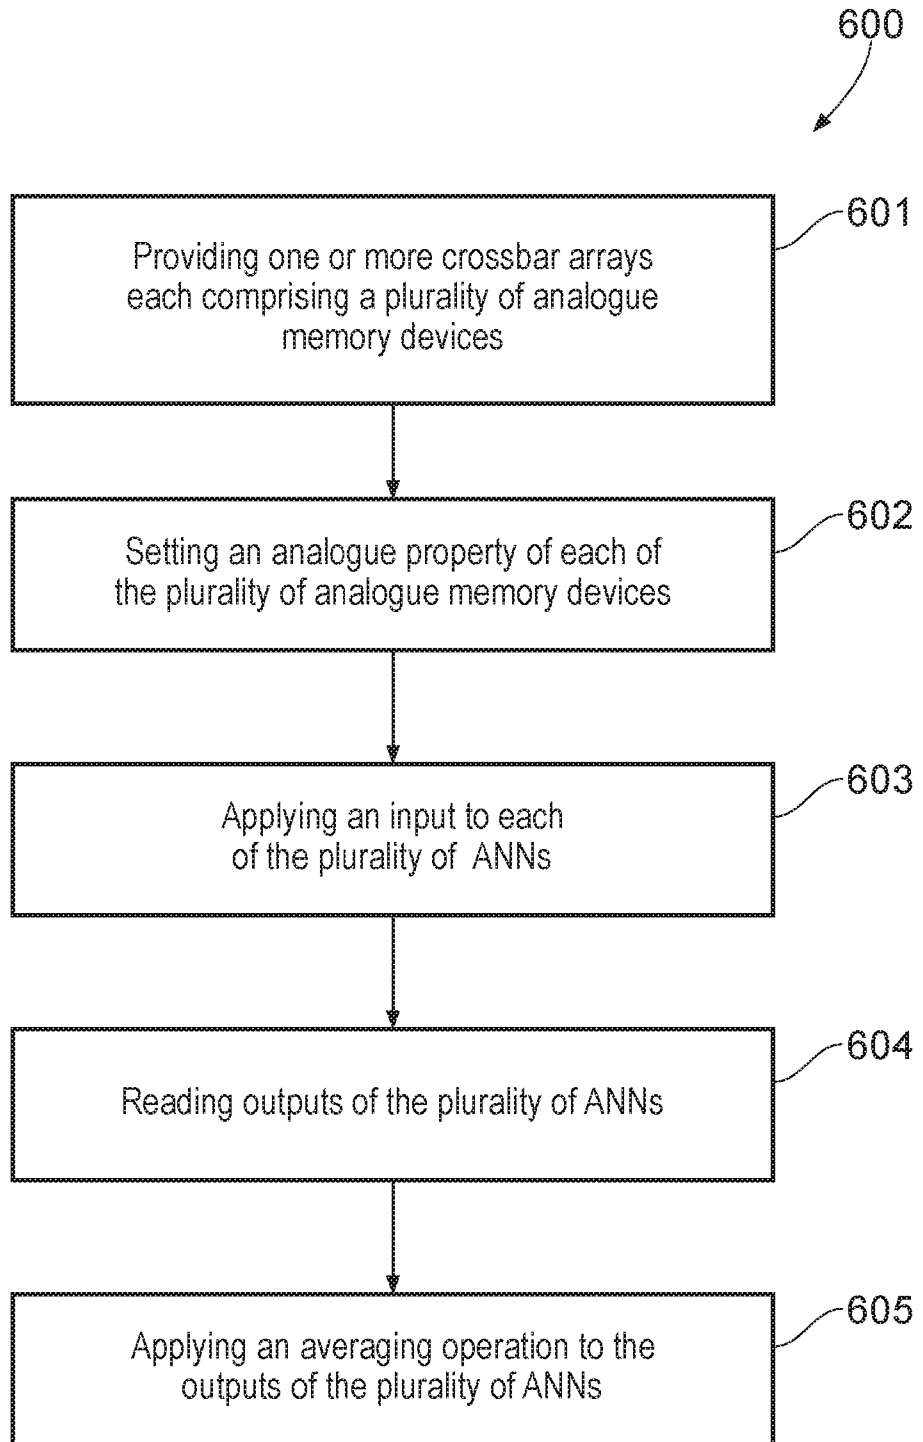 600
601
Providing one or more crossbar arrays
each comprising a plurality of analogue
memory devices
602
Setting an analogue property of each of
the plurality of analogue memory devices
603
Applying an input to each
of the plurality of ANNs
604
Reading outputs of the plurality of ANNs
605
Applying an averaging operation to the
outputs of the plurality of ANNs